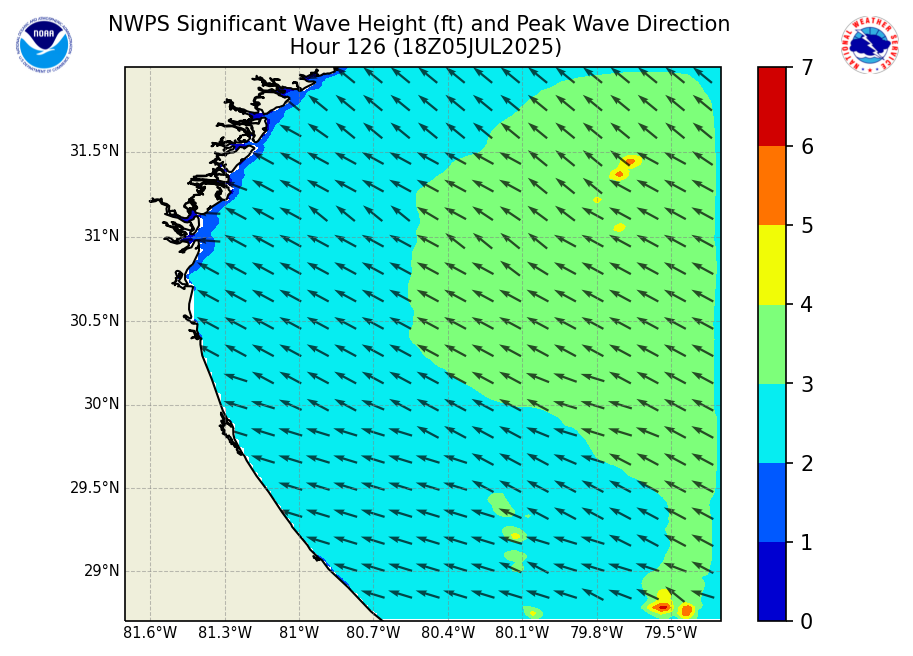 NWPS Significant Wave Height (ft) and Peak Wave Direction
Hour 126 (18Z05JUL2025)
NOAA
NATIONAL WEATHER SERVICE
31.5°N
31°N
30.5°N
30°N
29.5°N
29°N
81.6°W 81.3°W 81°W 80.7°W 80.4°W 80.1°W 79.8°W 79.5°W
7
6
5
4
3
2
1
0